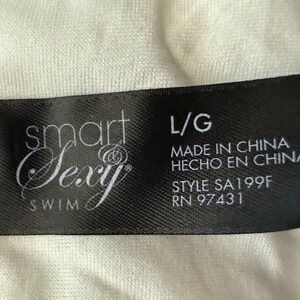 smart
& Sexy®
SWIM
L/G
MADE IN CHINA
HECHO EN CHINA
STYLE SA199F
RN 97431